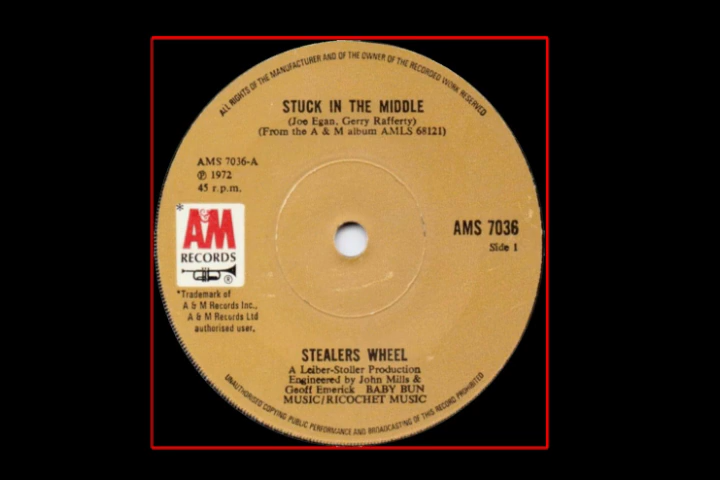 ALL RIGHTS OF THE MANUFACTURER AND OF THE OWNER OF THE RECORDED WORK RESERVED
STUCK IN THE MIDDLE
(Joe Egan, Gerry Rafferty)
(From the A & M album AMLS 68121)
AMS 7036-A
℗ 1972
45 r.p.m.
AMS 7036
Side 1
*
A&M
RECORDS
®
*Trademark of
A & M Records Inc.,
A & M Records Ltd
authorised user.
STEALERS WHEEL
A Leiber-Stoller Production
Engineered by John Mills &
Geoff Emerick BABY BUN
MUSIC/RICOCHET MUSIC
UNAUTHORISED COPYING PUBLIC PERFORMANCE AND BROADCASTING OF THIS RECORD PROHIBITED